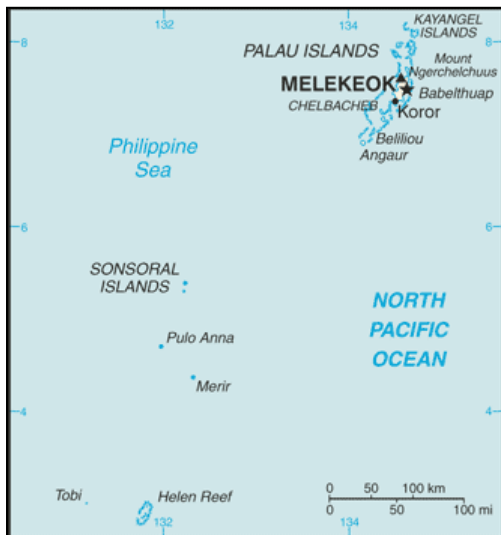 132
134
8
8
KAYANGEL
ISLANDS
PALAU ISLANDS
Mount
Ngerchelchuus
MELEKEOK
Babelthuap
CHELBACHEB
Koror
Beliliou
Angaur
Philippine
Sea
6
6
SONSORAL
ISLANDS
NORTH
PACIFIC
OCEAN
Pulo Anna
Merir
4
4
Tobi
Helen Reef
0 50 100 km
0 50 100 mi
132
134